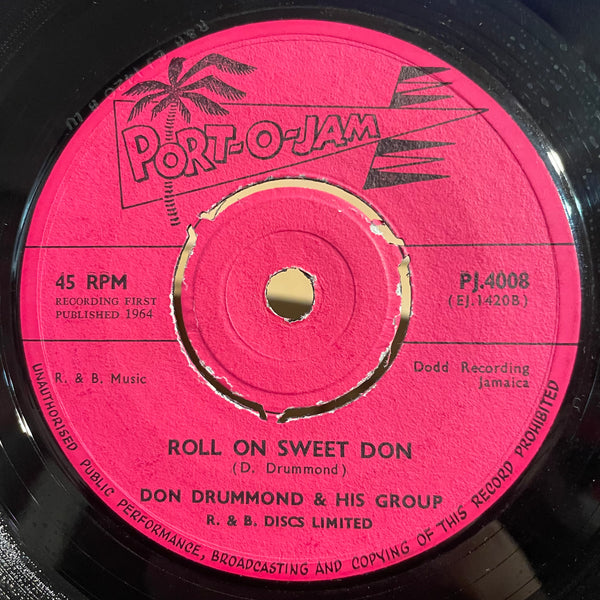 PORT-O-JAM
45 RPM
RECORDING FIRST
PUBLISHED 1964
PJ.4008
(EJ.1420B.)
R. & B. Music
Dodd Recording
Jamaica
ROLL ON SWEET DON
(D. Drummond)
DON DRUMMOND & HIS GROUP
R. & B. DISCS LIMITED
UNAUTHORISED PUBLIC PERFORMANCE, BROADCASTING AND COPYING OF THIS RECORD PROHIBITED